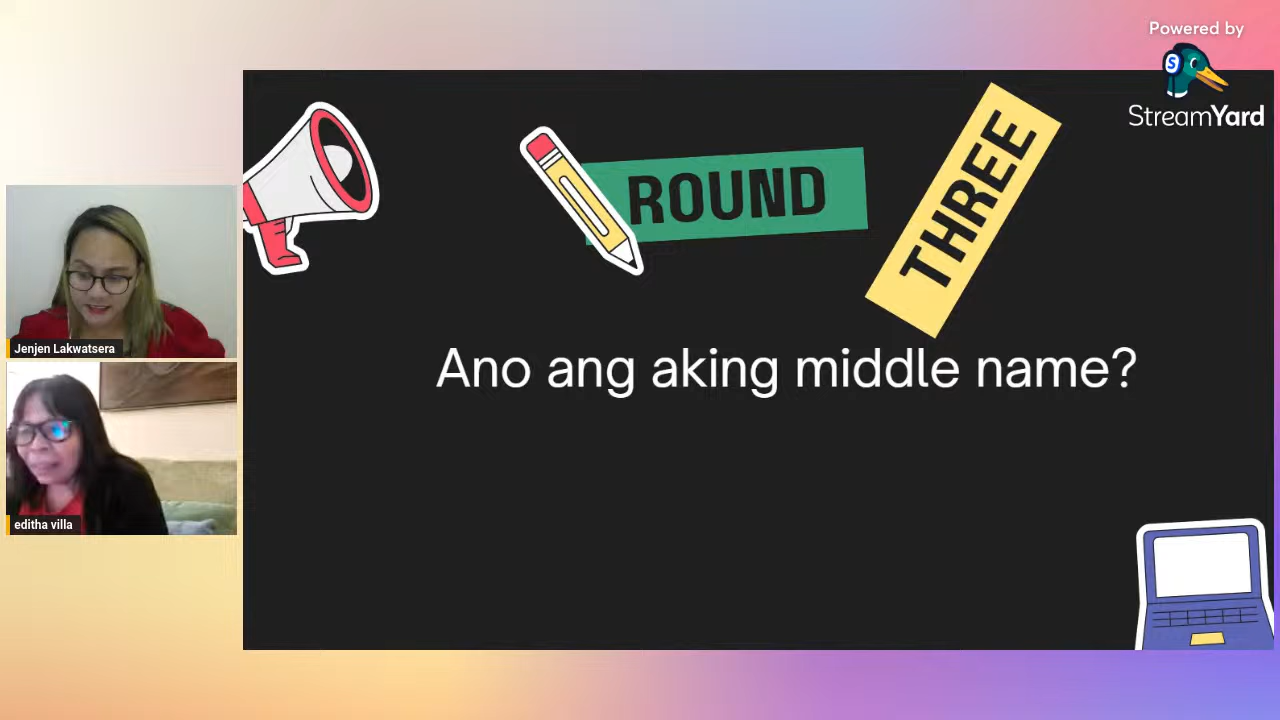 Powered by
StreamYard
ROUND
THREE
Ano ang aking middle name?
Jenjen Lakwatsera
editha villa